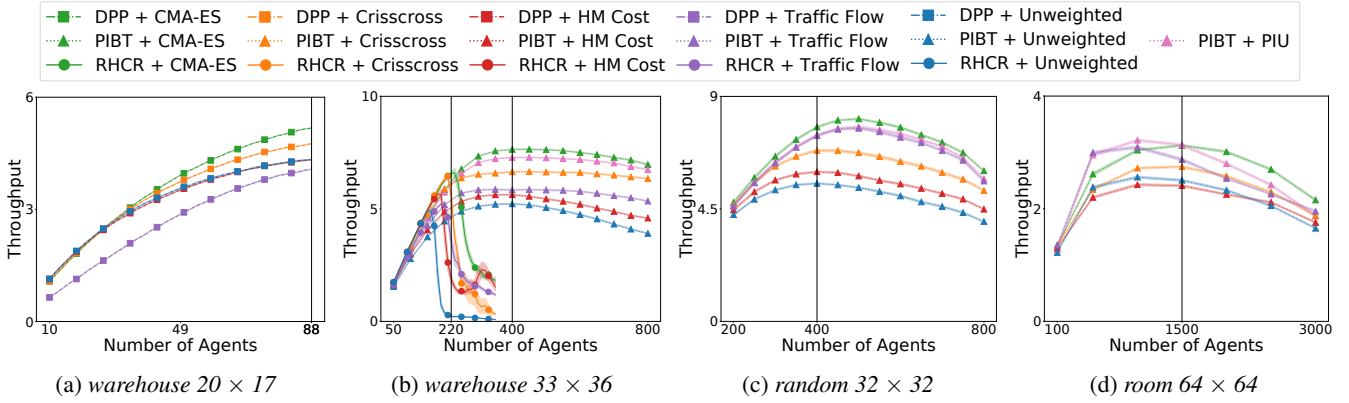 DPP + CMA-ES DPP + Crisscross DPP + HM Cost DPP + Traffic Flow DPP + Unweighted
PIBT + CMA-ES PIBT + Crisscross PIBT + HM Cost PIBT + Traffic Flow PIBT + Unweighted PIBT + PIU
RHCR + CMA-ES RHCR + Crisscross RHCR + HM Cost RHCR + Traffic Flow RHCR + Unweighted
6
3
0
Throughput
10 49 88
Number of Agents
(a) warehouse 20 × 17
10
5
0
Throughput
50 220 400 800
Number of Agents
(b) warehouse 33 × 36
9
4.5
0
Throughput
200 400 800
Number of Agents
(c) random 32 × 32
4
2
0
Throughput
100 1500 3000
Number of Agents
(d) room 64 × 64